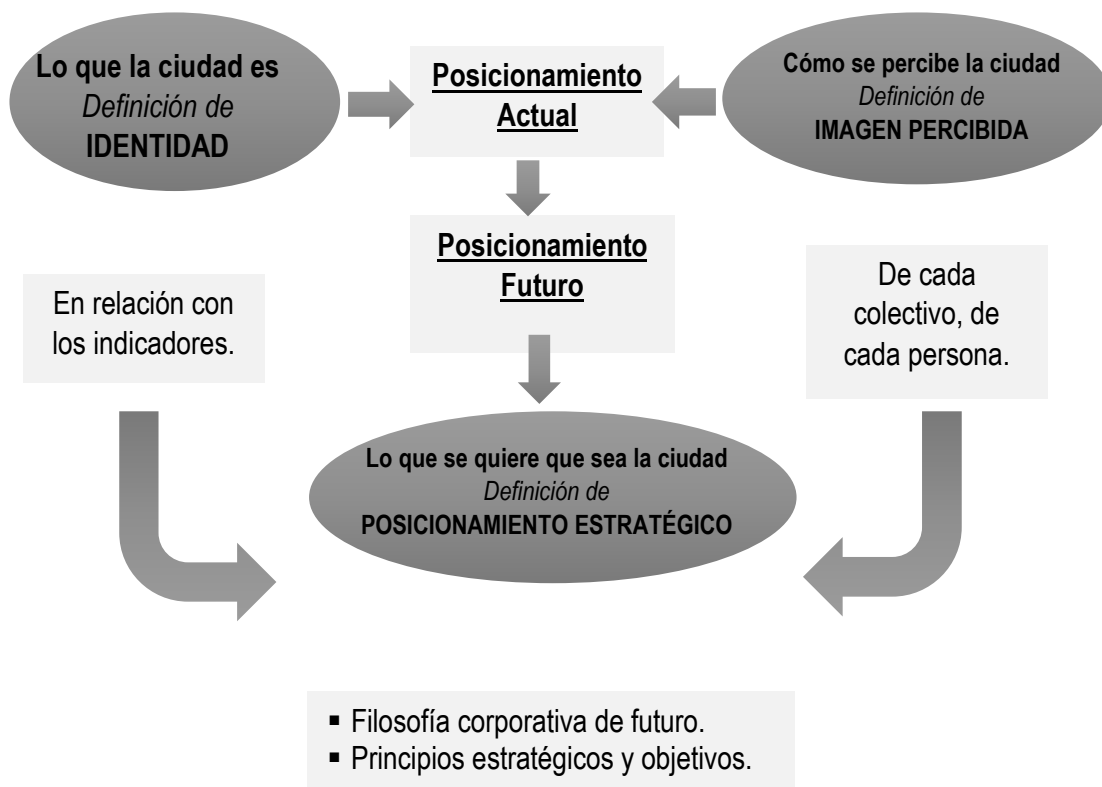 Lo que la ciudad es
Definición de
IDENTIDAD
Posicionamiento
Actual
Cómo se percibe la ciudad
Definición de
IMAGEN PERCIBIDA
Posicionamiento
Futuro
En relación con
los indicadores.
De cada
colectivo, de
cada persona.
Lo que se quiere que sea la ciudad
Definición de
POSICIONAMIENTO ESTRATÉGICO
▪ Filosofía corporativa de futuro.
▪ Principios estratégicos y objetivos.